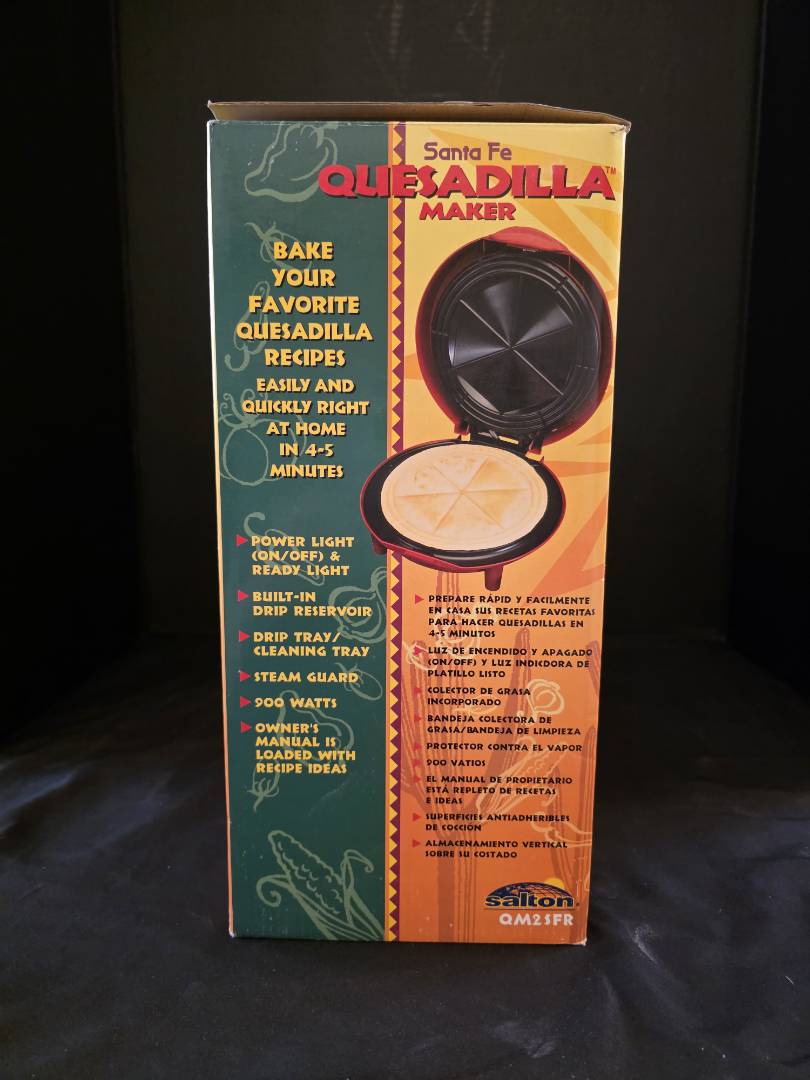 Santa Fe
QUESADILLA™
MAKER
BAKE
YOUR
FAVORITE
QUESADILLA
RECIPES
EASILY AND
QUICKLY RIGHT
AT HOME
IN 4-5
MINUTES
POWER LIGHT
(ON/OFF) &
READY LIGHT
BUILT-IN
DRIP RESERVOIR
DRIP TRAY/
CLEANING TRAY
STEAM GUARD
900 WATTS
OWNER'S
MANUAL IS
LOADED WITH
RECIPE IDEAS
PREPARE RÁPID Y FACILMENTE
EN CASA SUS RECETAS FAVORITAS
PARA HACER QUESADILLAS EN
4-5 MINUTOS
LUZ DE ENCENDIDO Y APAGADO
(ON/OFF) Y LUZ INDICDORA DE
PLATILLO LISTO
COLECTOR DE GRASA
INCORPORADO
BANDEJA COLECTORA DE
GRASA/BANDEJA DE LIMPIEZA
PROTECTOR CONTRA EL VAPOR
900 VATIOS
EL MANUAL DE PROPIETARIO
ESTÁ REPLETO DE RECETAS
E IDEAS
SUPERFICIES ANTIADHERIBLES
DE COCCIÓN
ALMACENAMIENTO VERTICAL
SOBRE SU COSTADO
salton®
QM2SFR